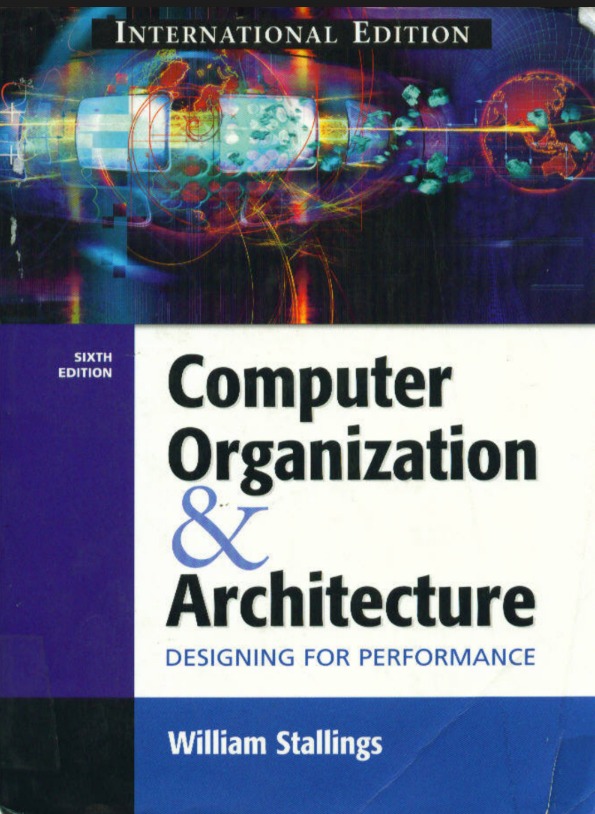 INTERNATIONAL EDITION
SIXTH
EDITION
Computer
Organization
&
Architecture
DESIGNING FOR PERFORMANCE
William Stallings